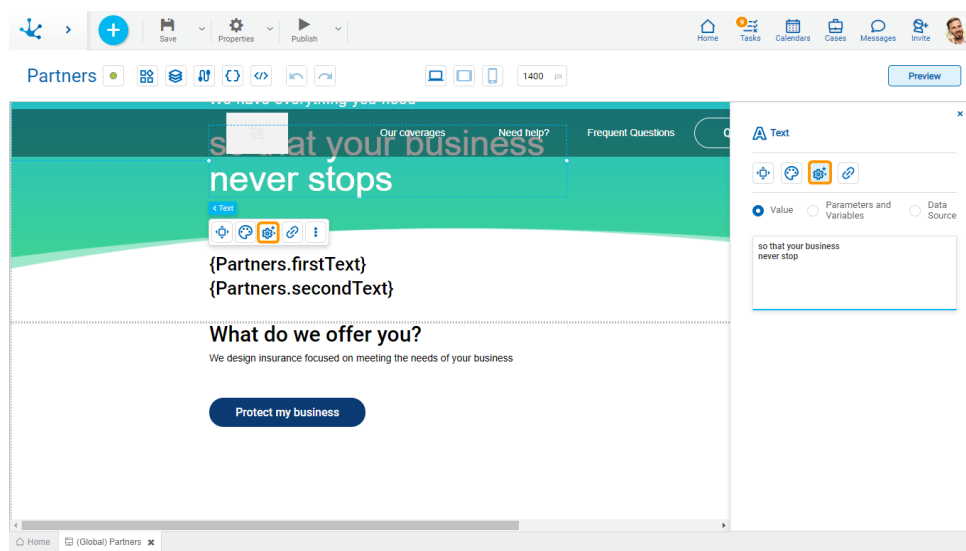 Save
Properties
Publish
Home
9
Tasks
Calendars
Cases
Messages
Invite
Partners
1400 px
Preview
We have everything you need
Our coverages
Need help?
Frequent Questions
so that your business
never stops
< Text
{Partners.firstText}
{Partners.secondText}
What do we offer you?
We design insurance focused on meeting the needs of your business
Protect my business
Text
Value
Parameters and
Variables
Data
Source
so that your business
never stop
Home
(Global) Partners